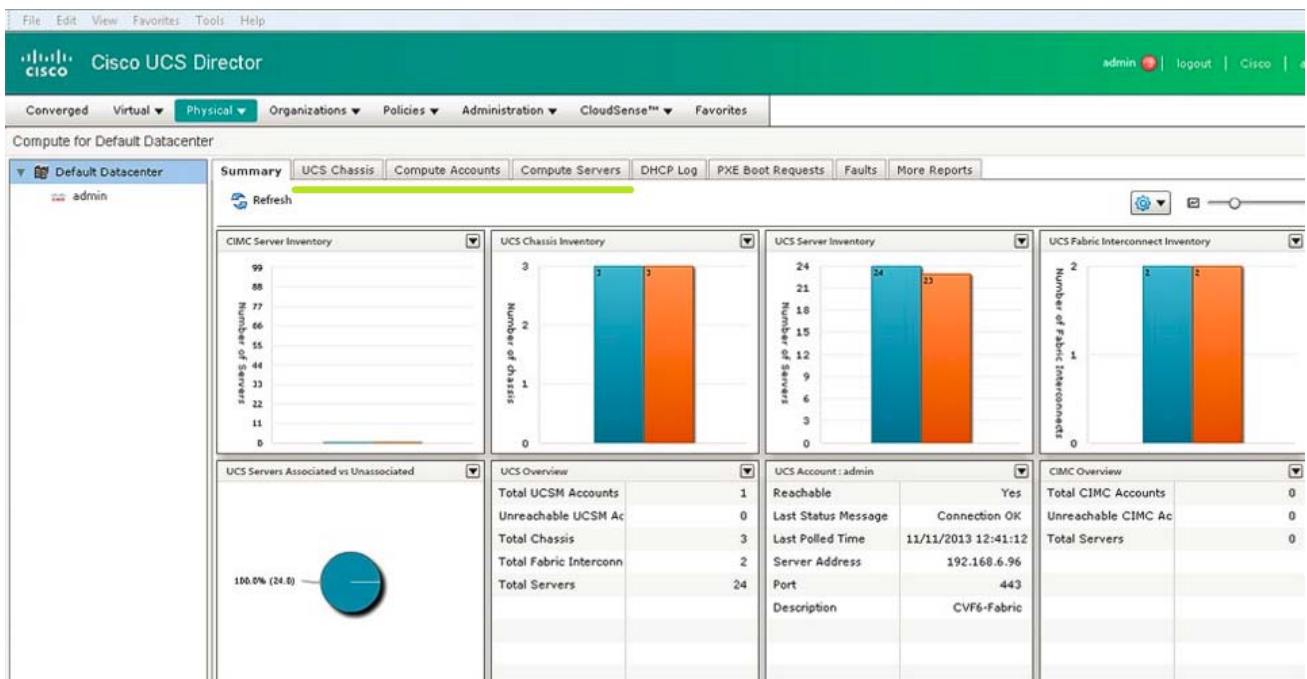 File Edit View Favorites Tools Help
CISCO Cisco UCS Director
admin | logout | Cisco |
Converged Virtual Physical Organizations Policies Administration CloudSense™ Favorites
Compute for Default Datacenter
Default Datacenter
admin
Summary UCS Chassis Compute Accounts Compute Servers DHCP Log PXE Boot Requests Faults More Reports
Refresh
CIMC Server Inventory
Number of Servers
99
88
77
66
55
44
33
22
11
0
UCS Chassis Inventory
Number of chassis
3
2
1
0
3 3
UCS Server Inventory
Number of Servers
24
21
18
15
12
9
6
3
0
24 23
UCS Fabric Interconnect Inventory
Number of Fabric Interconnects
2
1
0
2 2
UCS Servers Associated vs Unassociated
100.0% (24.0)
UCS Overview
Total UCSM Accounts 1
Unreachable UCSM Ac 0
Total Chassis 3
Total Fabric Interconn 2
Total Servers 24
UCS Account : admin
Reachable Yes
Last Status Message Connection OK
Last Polled Time 11/11/2013 12:41:12
Server Address 192.168.6.96
Port 443
Description CVF6-Fabric
CIMC Overview
Total CIMC Accounts 0
Unreachable CIMC Ac 0
Total Servers 0